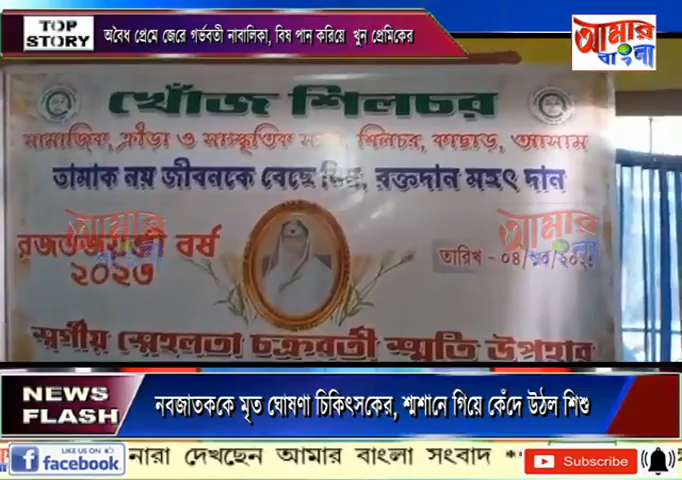 TOP STORY
অবৈধ প্রেমে জেরে গর্ভবতী নাবালিকা, বিষ পান করিয়ে খুন প্রেমিকের
আমার বাংলা
খোঁজ শিলচর
সামাজিক, ক্রীড়া ও সাংস্কৃতিক শিলচর, কাছাড়, আসাম
তামাক নয় জীবনকে বেছে নিন, রক্তদান মহৎ দান
আমার বাংলা
আমার বাংলা
রজতজয়ন্তী বর্ষ
২০২৩
তারিখ - ০৪/
স্বর্গীয় স্নেহলতা চক্রবর্তী স্মৃতি উপহার
NEWS FLASH
নবজাতককে মৃত ঘোষণা চিকিৎসকের, শ্মশানে গিয়ে কেঁদে উঠল শিশু
LIKE US ON
facebook
নারা দেখছেন আমার বাংলা সংবাদ
Subscribe